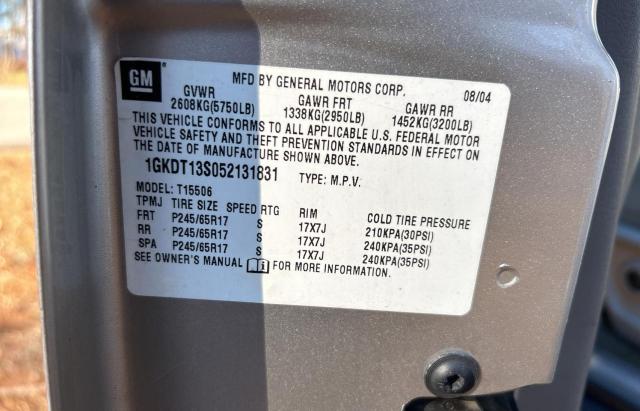 GM
MFD BY GENERAL MOTORS CORP. 08/04
GVWR GAWR FRT GAWR RR
2608KG(5750LB) 1338KG(2950LB) 1452KG(3200LB)
THIS VEHICLE CONFORMS TO ALL APPLICABLE U.S. FEDERAL MOTOR
VEHICLE SAFETY AND THEFT PREVENTION STANDARDS IN EFFECT ON
THE DATE OF MANUFACTURE SHOWN ABOVE.
1GKDT13S052131831 TYPE: M.P.V.
MODEL: T15506
TPMJ TIRE SIZE SPEED RTG RIM COLD TIRE PRESSURE
FRT P245/65R17 S 17X7J 210KPA(30PSI)
RR P245/65R17 S 17X7J 240KPA(35PSI)
SPA P245/65R17 S 17X7J 240KPA(35PSI)
SEE OWNER'S MANUAL FOR MORE INFORMATION.